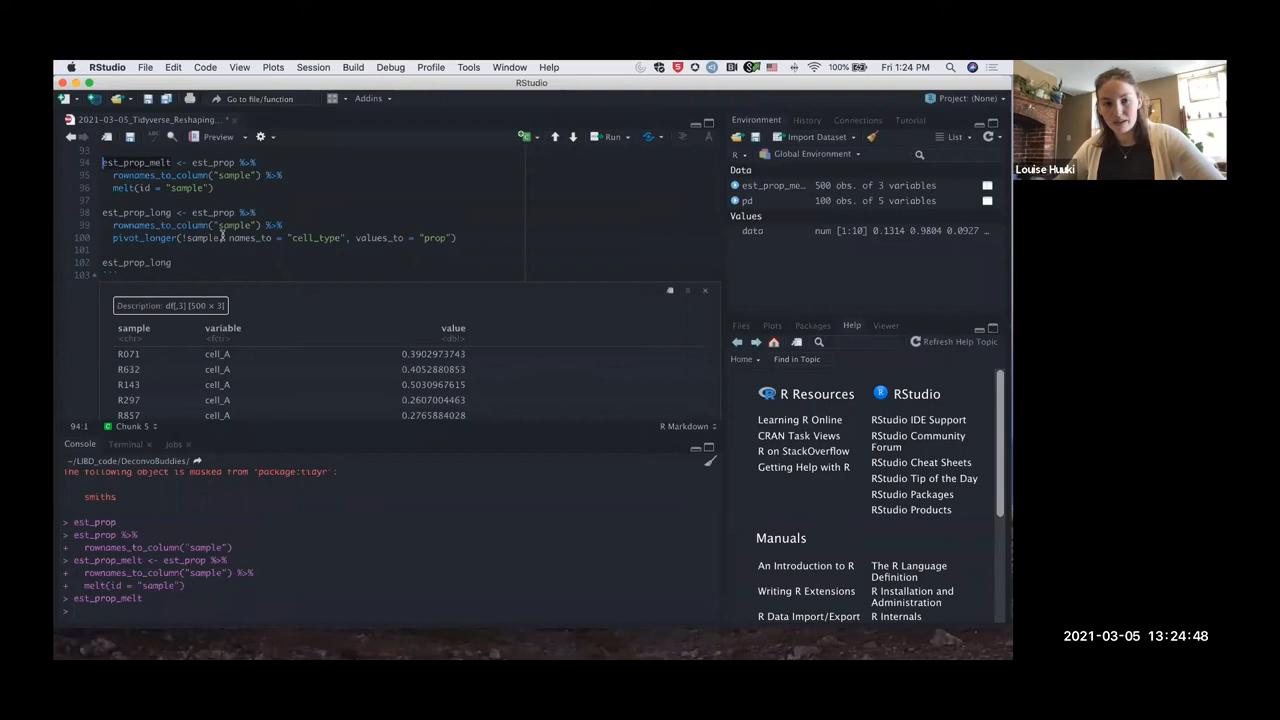 RStudio File Edit Code View Plots Session Build Debug Profile Tools Window Help 100% Fri 1:24 PM
RStudio
Go to file/function Addins Project: (None)
2021-03-05_Tidyverse_Reshaping...
Preview Run
93
94 est_prop_melt <- est_prop %>%
95 rownames_to_column("sample") %>%
96 melt(id = "sample")
97
98 est_prop_long <- est_prop %>%
99 rownames_to_column("sample") %>%
100 pivot_longer(!sample, names_to = "cell_type", values_to = "prop")
101
102 est_prop_long
103 ```
Description: df[,3] [500 × 3]
sample variable value
<chr> <fctr> <dbl>
R071 cell_A 0.3902973743
R632 cell_A 0.4052880853
R143 cell_A 0.5030967615
R297 cell_A 0.2607004463
R857 cell_A 0.2765884028
94:1 Chunk 5 R Markdown
Console Terminal Jobs
~/LIBD_code/DeconvoBuddies/
The following object is masked from 'package:tidyr':
smiths
> est_prop
> est_prop %>%
+ rownames_to_column("sample")
> est_prop_melt <- est_prop %>%
+ rownames_to_column("sample") %>%
+ melt(id = "sample")
> est_prop_melt
>
Environment History Connections Tutorial
Import Dataset List
R Global Environment
Data
est_prop_me... 500 obs. of 3 variables
pd 100 obs. of 5 variables
Values
data num [1:10] 0.1314 0.9804 0.0927 ...
Files Plots Packages Help Viewer
Refresh Help Topic
Home Find in Topic
R Resources
Learning R Online
CRAN Task Views
R on StackOverflow
Getting Help with R
RStudio
RStudio IDE Support
RStudio Community
Forum
RStudio Cheat Sheets
RStudio Tip of the Day
RStudio Packages
RStudio Products
Manuals
An Introduction to R
Writing R Extensions
R Data Import/Export
The R Language
Definition
R Installation and
Administration
R Internals
Louise Huuki
2021-03-05 13:24:48